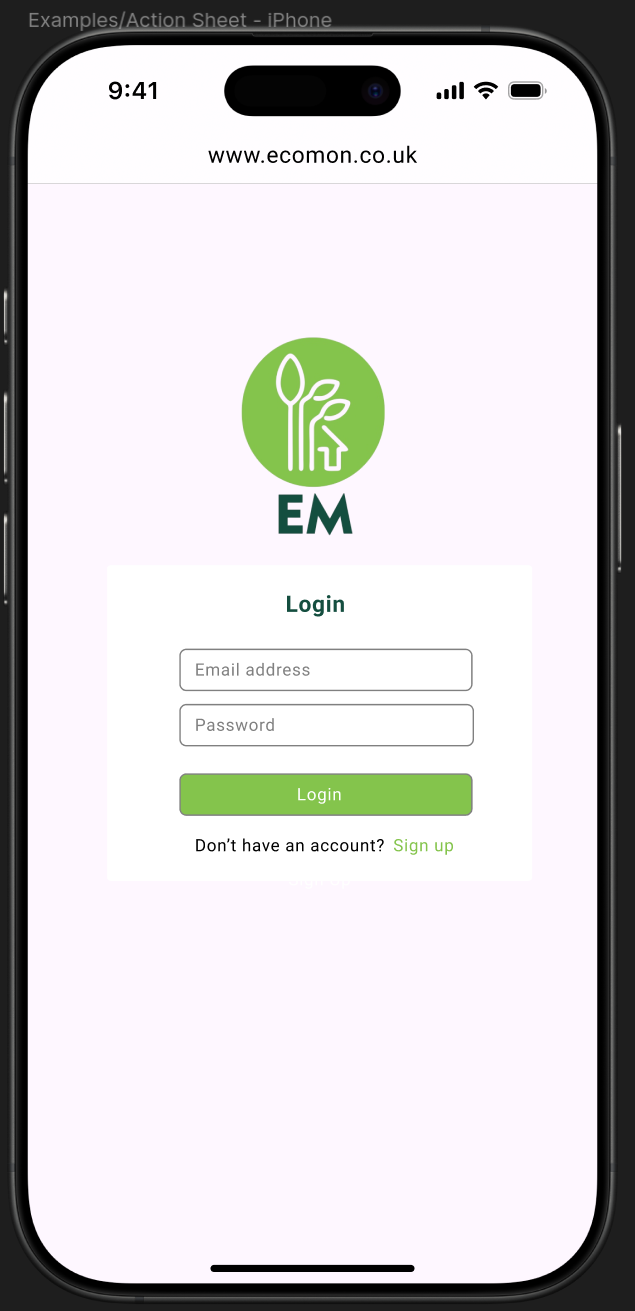 Examples/Action Sheet - iPhone
9:41
www.ecomon.co.uk
EM
Login
Email address
Password
Login
Don’t have an account? Sign up